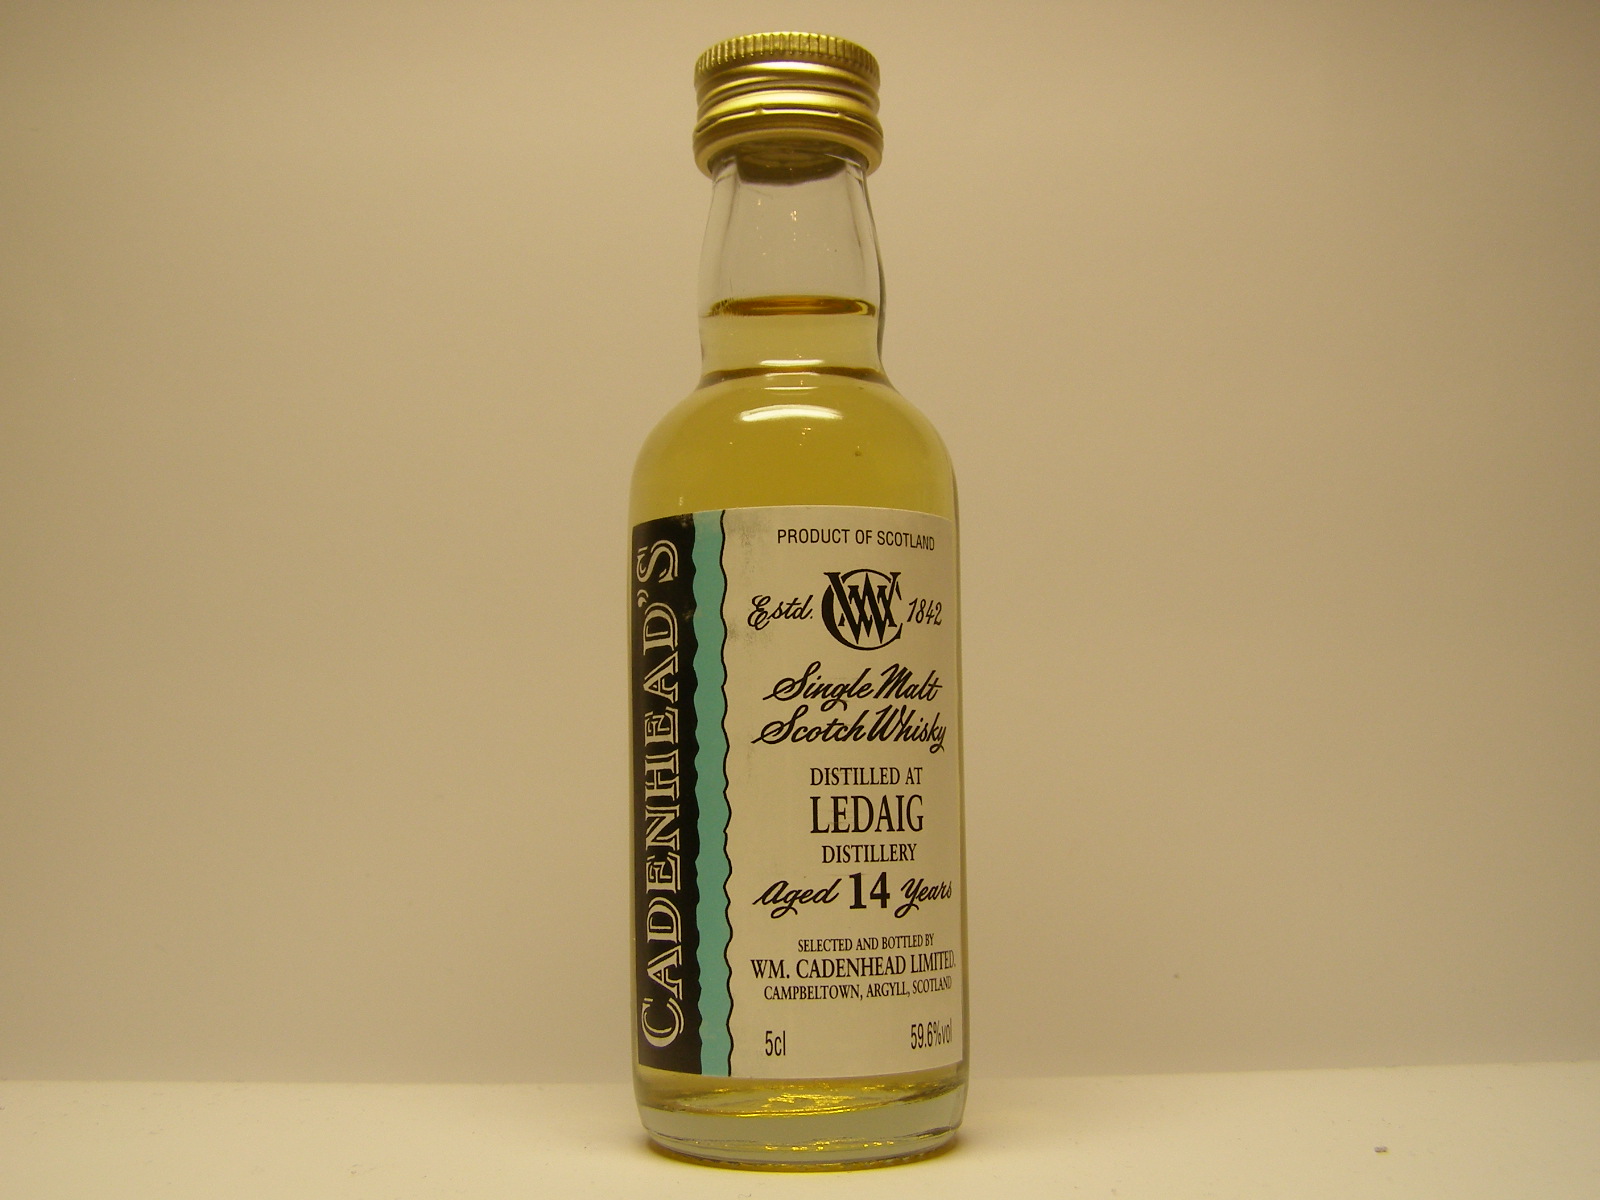 CADENHEAD'S
PRODUCT OF SCOTLAND
Estd. WC 1842
Single Malt
Scotch Whisky
DISTILLED AT
LEDAIG
DISTILLERY
Aged 14 Years
SELECTED AND BOTTLED BY
WM. CADENHEAD LIMITED.
CAMPBELTOWN, ARGYLL, SCOTLAND
5cl 59.6%vol